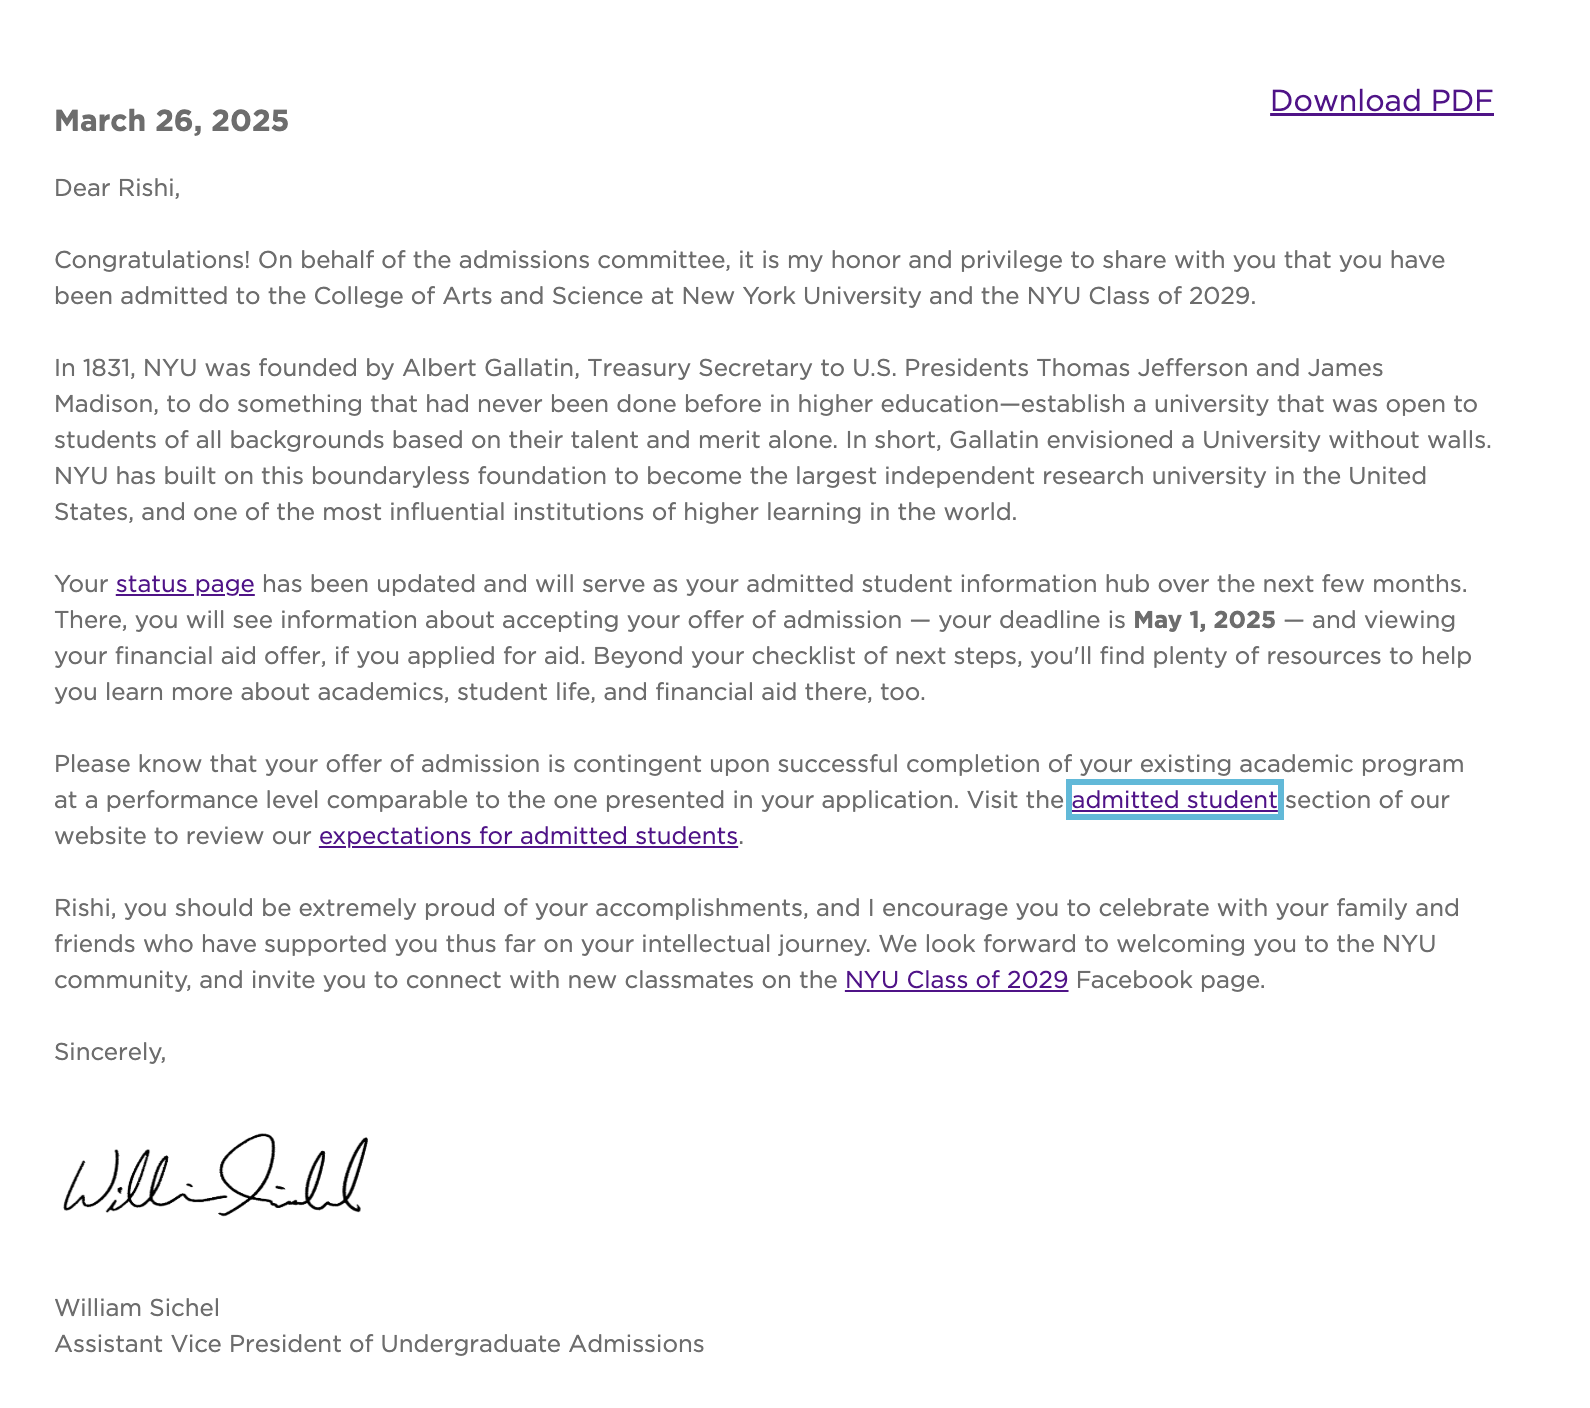 Download PDF
March 26, 2025
Dear Rishi,
Congratulations! On behalf of the admissions committee, it is my honor and privilege to share with you that you have
been admitted to the College of Arts and Science at New York University and the NYU Class of 2029.
In 1831, NYU was founded by Albert Gallatin, Treasury Secretary to U.S. Presidents Thomas Jefferson and James
Madison, to do something that had never been done before in higher education—establish a university that was open to
students of all backgrounds based on their talent and merit alone. In short, Gallatin envisioned a University without walls.
NYU has built on this boundaryless foundation to become the largest independent research university in the United
States, and one of the most influential institutions of higher learning in the world.
Your status page has been updated and will serve as your admitted student information hub over the next few months.
There, you will see information about accepting your offer of admission — your deadline is May 1, 2025 — and viewing
your financial aid offer, if you applied for aid. Beyond your checklist of next steps, you'll find plenty of resources to help
you learn more about academics, student life, and financial aid there, too.
Please know that your offer of admission is contingent upon successful completion of your existing academic program
at a performance level comparable to the one presented in your application. Visit the admitted student section of our
website to review our expectations for admitted students.
Rishi, you should be extremely proud of your accomplishments, and I encourage you to celebrate with your family and
friends who have supported you thus far on your intellectual journey. We look forward to welcoming you to the NYU
community, and invite you to connect with new classmates on the NYU Class of 2029 Facebook page.
Sincerely,
William Sichel
William Sichel
Assistant Vice President of Undergraduate Admissions